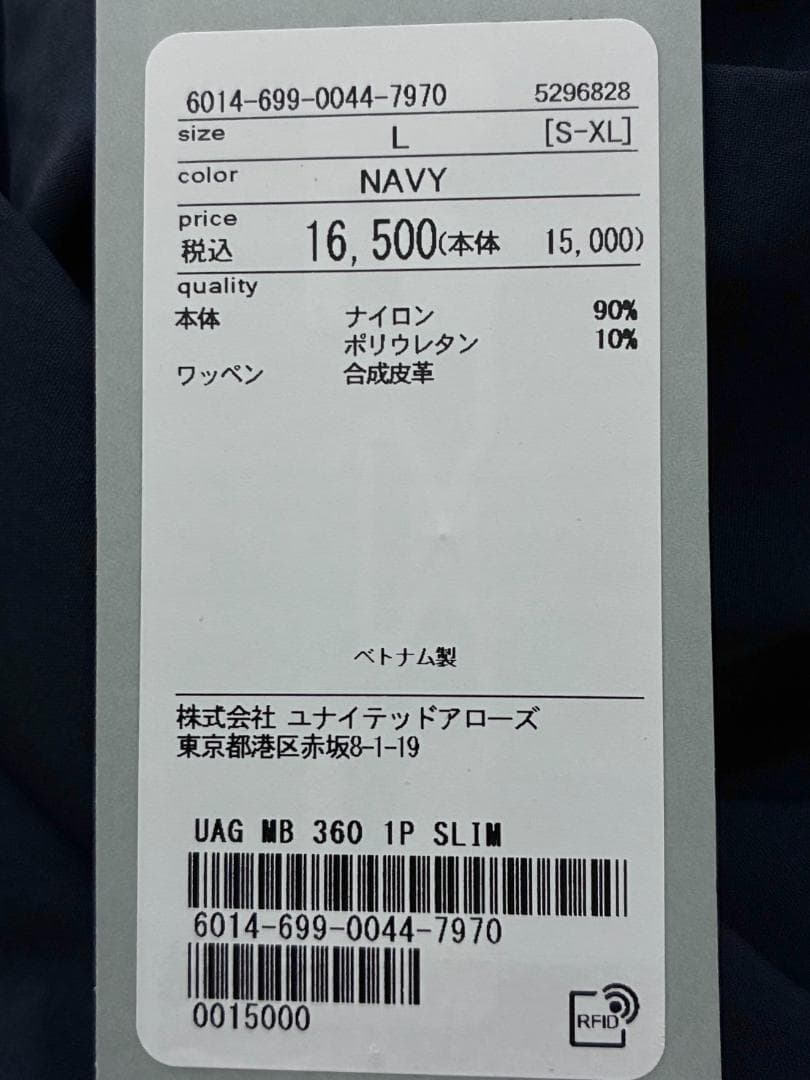 6014-699-0044-7970 5296828
size L [S-XL]
color NAVY
price
税込 16,500(本体 15,000)
quality
本体 ナイロン 90%
ポリウレタン 10%
ワッペン 合成皮革
ベトナム製
株式会社 ユナイテッドアローズ
東京都港区赤坂8-1-19
UAG MB 360 1P SLIM
6014-699-0044-7970
0015000
RFID